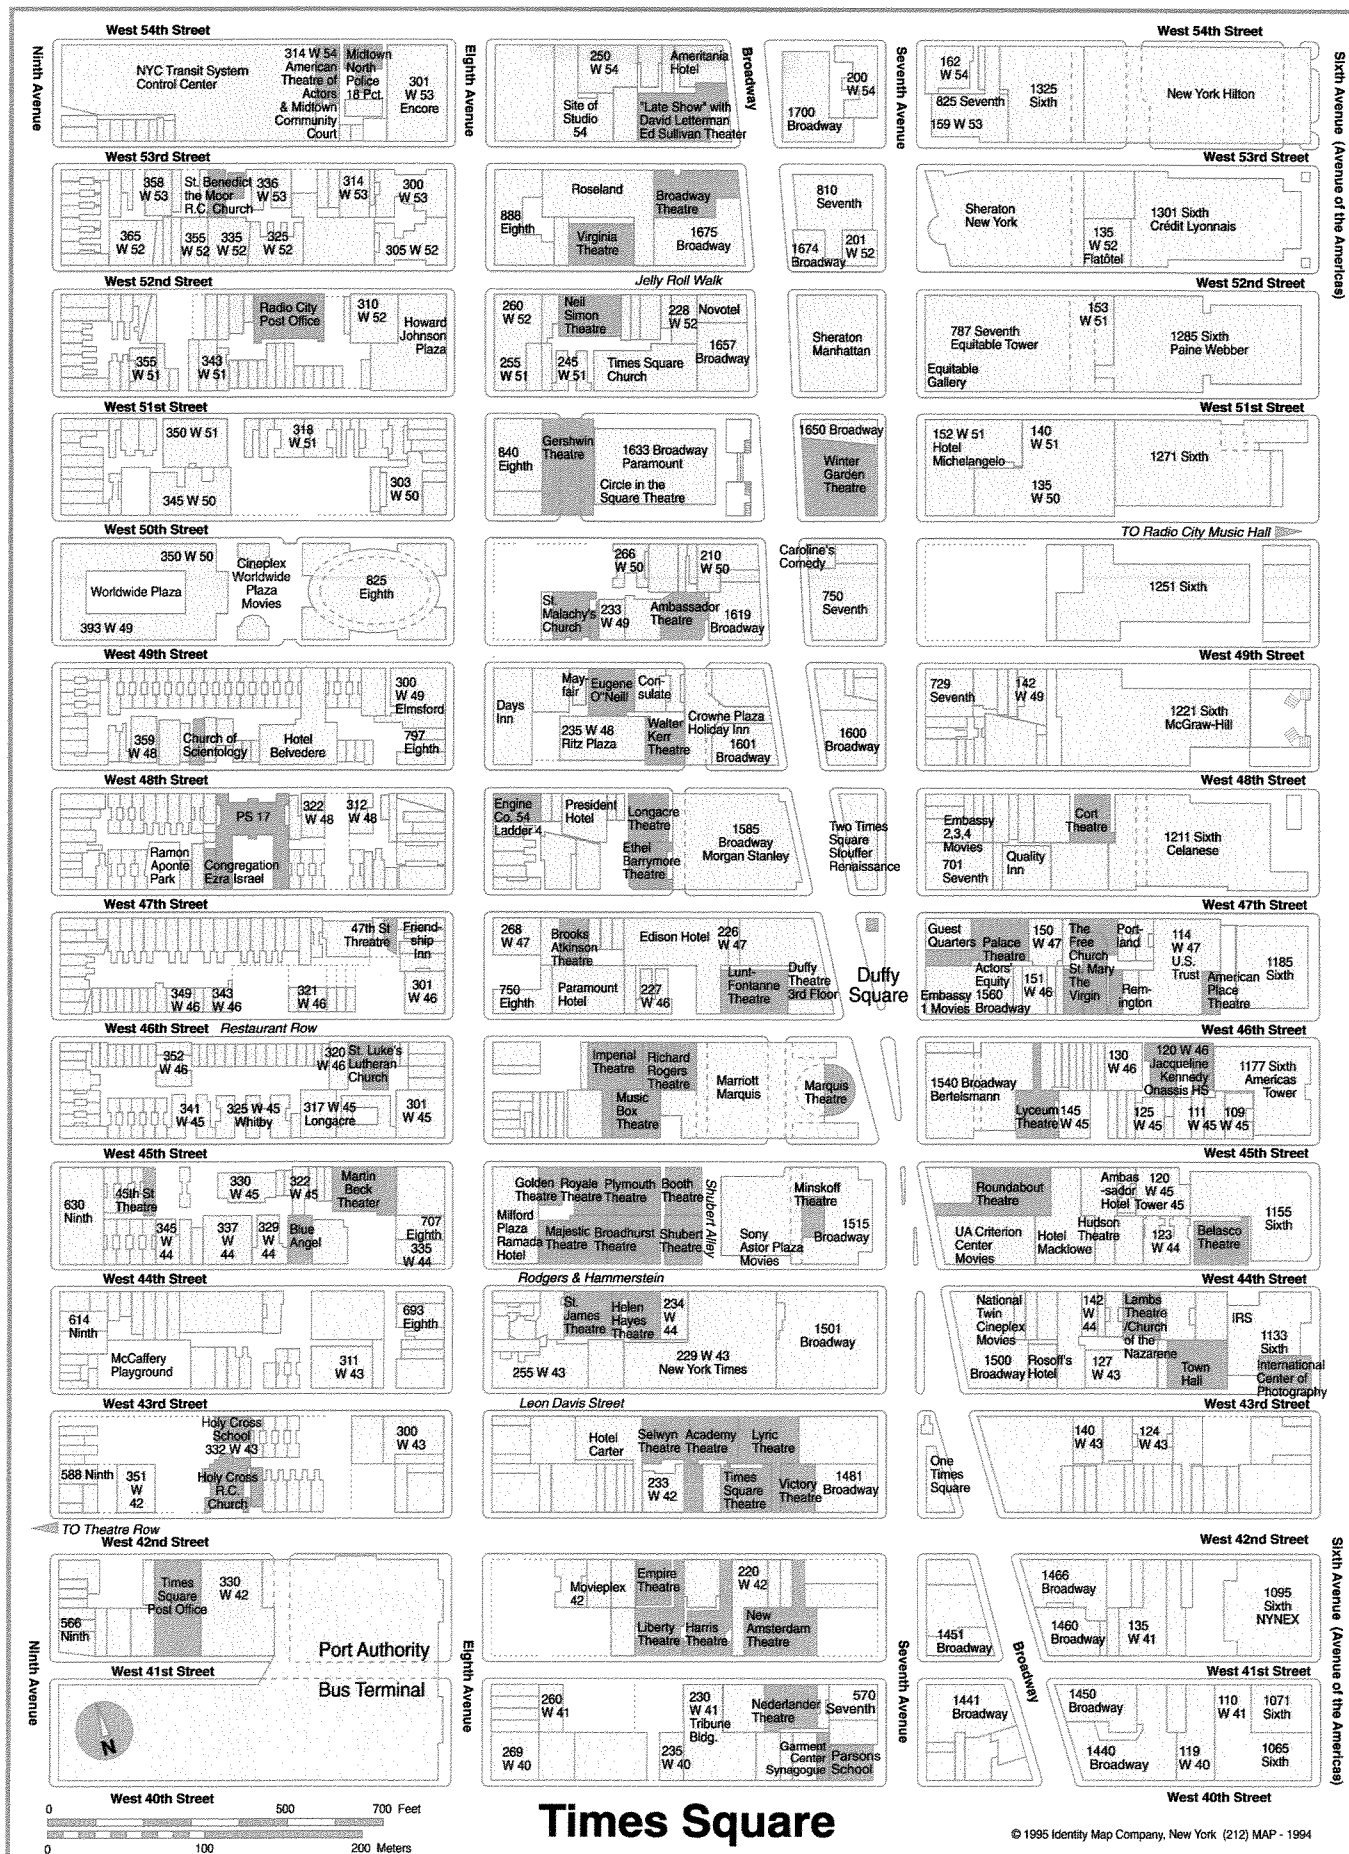 West 54th Street
West 54th Street
Ninth Avenue
NYC Transit System
Control Center
314 W 54
American
Theatre of
Actors
& Midtown
Community
Court
Midtown
North
Police
18 Pct.
301
W 53
Encore
Eighth Avenue
250
W 54
Ameritania
Hotel
Site of
Studio
54
"Late Show" with
David Letterman
Ed Sullivan Theater
Broadway
1700
Broadway
200
W 54
Seventh Avenue
162
W 54
825 Seventh
159 W 53
1325
Sixth
New York Hilton
Sixth Avenue (Avenue of the Americas)
West 53rd Street
West 53rd Street
358
W 53
St. Benedict
the Moor
R.C. Church
336
W 53
314
W 53
300
W 53
365
W 52
355
W 52
335
W 52
325
W 52
305 W 52
Roseland
Broadway
Theatre
888
Eighth
Virginia
Theatre
1675
Broadway
810
Seventh
1674
Broadway
201
W 52
Sheraton
New York
135
W 52
Flatôtel
1301 Sixth
Crédit Lyonnais
West 52nd Street
Jelly Roll Walk
West 52nd Street
Radio City
Post Office
310
W 52
Howard
Johnson
Plaza
355
W 51
343
W 51
260
W 52
Neil
Simon
Theatre
228
W 52
Novotel
1657
Broadway
255
W 51
245
W 51
Times Square
Church
Sheraton
Manhattan
787 Seventh
Equitable Tower
Equitable
Gallery
153
W 51
1285 Sixth
Paine Webber
West 51st Street
West 51st Street
350 W 51
318
W 51
345 W 50
303
W 50
840
Eighth
Gershwin
Theatre
1633 Broadway
Paramount
Circle in the
Square Theatre
1650 Broadway
Winter
Garden
Theatre
152 W 51
Hotel
Michelangelo
140
W 51
135
W 50
1271 Sixth
West 50th Street
TO Radio City Music Hall
350 W 50
Worldwide Plaza
393 W 49
Cineplex
Worldwide
Plaza
Movies
825
Eighth
266
W 50
210
W 50
St.
Malachy's
Church
233
W 49
Ambassador
Theatre
1619
Broadway
Caroline's
Comedy
750
Seventh
1251 Sixth
West 49th Street
West 49th Street
300
W 49
Elmsford
359
W 48
Church of
Scientology
Hotel
Belvedere
797
Eighth
Days
Inn
May-
fair
Eugene
O"Neill
Con-
sulate
235 W 48
Ritz Plaza
Walter
Kerr
Theatre
Crowne Plaza
Holiday Inn
1601
Broadway
1600
Broadway
729
Seventh
142
W 49
1221 Sixth
McGraw-Hill
West 48th Street
West 48th Street
PS 17
322
W 48
312
W 48
Ramon
Aponte
Park
Congregation
Ezra Israel
Engine
Co. 54
Ladder 4
President
Hotel
Longacre
Theatre
Ethel
Barrymore
Theatre
1585
Broadway
Morgan Stanley
Two Times
Square
Slouffer
Renaissance
Embassy
2,3,4
Movies
701
Seventh
Quality
Inn
Cort
Theatre
1211 Sixth
Celanese
West 47th Street
West 47th Street
47th St
Threatre
Friend-
ship
Inn
349
W 46
343
W 46
321
W 46
301
W 46
268
W 47
Brooks
Atkinson
Theatre
Edison Hotel
226
W 47
750
Eighth
Paramount
Hotel
227
W 46
Lunt-
Fontanne
Theatre
Duffy
Theatre
3rd Floor
Duffy
Square
Guest
Quarters
Palace
Theatre
150
W 47
The
Free
Church
St. Mary
The
Virgin
Port-
land
114
W 47
U.S.
Trust
1185
Sixth
Actors'
Equity
Embassy
1 Movies
1560
Broadway
151
W 46
Rem-
ington
American
Place
Theatre
West 46th Street
Restaurant Row
West 46th Street
352
W 46
320
W 46
St. Luke's
Lutheran
Church
341
W 45
325 W 45
Whitby
317 W 45
Longacre
301
W 45
Imperial
Theatre
Richard
Rogers
Theatre
Music
Box
Theatre
Marriott
Marquis
Marquis
Theatre
1540 Broadway
Bertelsmann
Lyceum
Theatre
145
W 45
130
W 46
120 W 46
Jacqueline
Kennedy
Onassis HS
125
W 45
111
W 45
109
W 45
1177 Sixth
Americas
Tower
West 45th Street
West 45th Street
630
Ninth
45th St
Theatre
330
W 45
322
W 45
Martin
Beck
Theater
345
W
44
337
W
44
329
W
44
Blue
Angel
707
Eighth
335
W 44
Golden
Theatre
Royale
Theatre
Plymouth
Theatre
Booth
Theatre
Milford
Plaza
Ramada
Hotel
Majestic
Theatre
Broadhurst
Theatre
Shubert
Theatre
Shubert Alley
Minskoff
Theatre
1515
Broadway
Sony
Astor Plaza
Movies
Roundabout
Theatre
UA Criterion
Center
Movies
Hotel
Macklowe
Hudson
Theatre
Ambas
-sador
Hotel
120
W 45
Tower 45
123
W 44
Belasco
Theatre
1155
Sixth
West 44th Street
Rodgers & Hammerstein
West 44th Street
614
Ninth
693
Eighth
McCaffery
Playground
311
W 43
St.
James
Theatre
Helen
Hayes
Theatre
234
W
44
255 W 43
229 W 43
New York Times
1501
Broadway
National
Twin
Cineplex
Movies
1500
Broadway
Rosoff's
Hotel
142
W
44
127
W 43
Lambs
Theatre
/Church
of the
Nazarene
Town
Hall
IRS
1133
Sixth
International
Center of
Photography
West 43rd Street
Leon Davis Street
West 43rd Street
Holy Cross
School
332 W 43
300
W 43
588 Ninth
351
W
42
Holy Cross
R.C.
Church
Hotel
Carter
Selwyn
Theatre
Academy
Theatre
Lyric
Theatre
233
W 42
Times
Square
Theatre
Victory
Theatre
1481
Broadway
One
Times
Square
140
W 43
124
W 43
TO Theatre Row
West 42nd Street
West 42nd Street
Times
Square
Post Office
330
W 42
566
Ninth
Movieplex
42
Empire
Theatre
220
W 42
Liberty
Theatre
Harris
Theatre
New
Amsterdam
Theatre
1451
Broadway
1466
Broadway
1460
Broadway
135
W 41
1095
Sixth
NYNEX
Sixth Avenue (Avenue of the Americas)
Port Authority
Bus Terminal
West 41st Street
West 41st Street
Ninth Avenue
Eighth Avenue
Seventh Avenue
Broadway
N
260
W 41
230
W 41
Tribune
Bldg.
Nederlander
Theatre
570
Seventh
269
W 40
235
W 40
Garment
Center
Synagogue
Parsons
School
1441
Broadway
1450
Broadway
1440
Broadway
119
W 40
110
W 41
1071
Sixth
1065
Sixth
West 40th Street
West 40th Street
0 500 700 Feet
0 100 200 Meters
Times Square
© 1995 Identity Map Company, New York (212) MAP - 1994